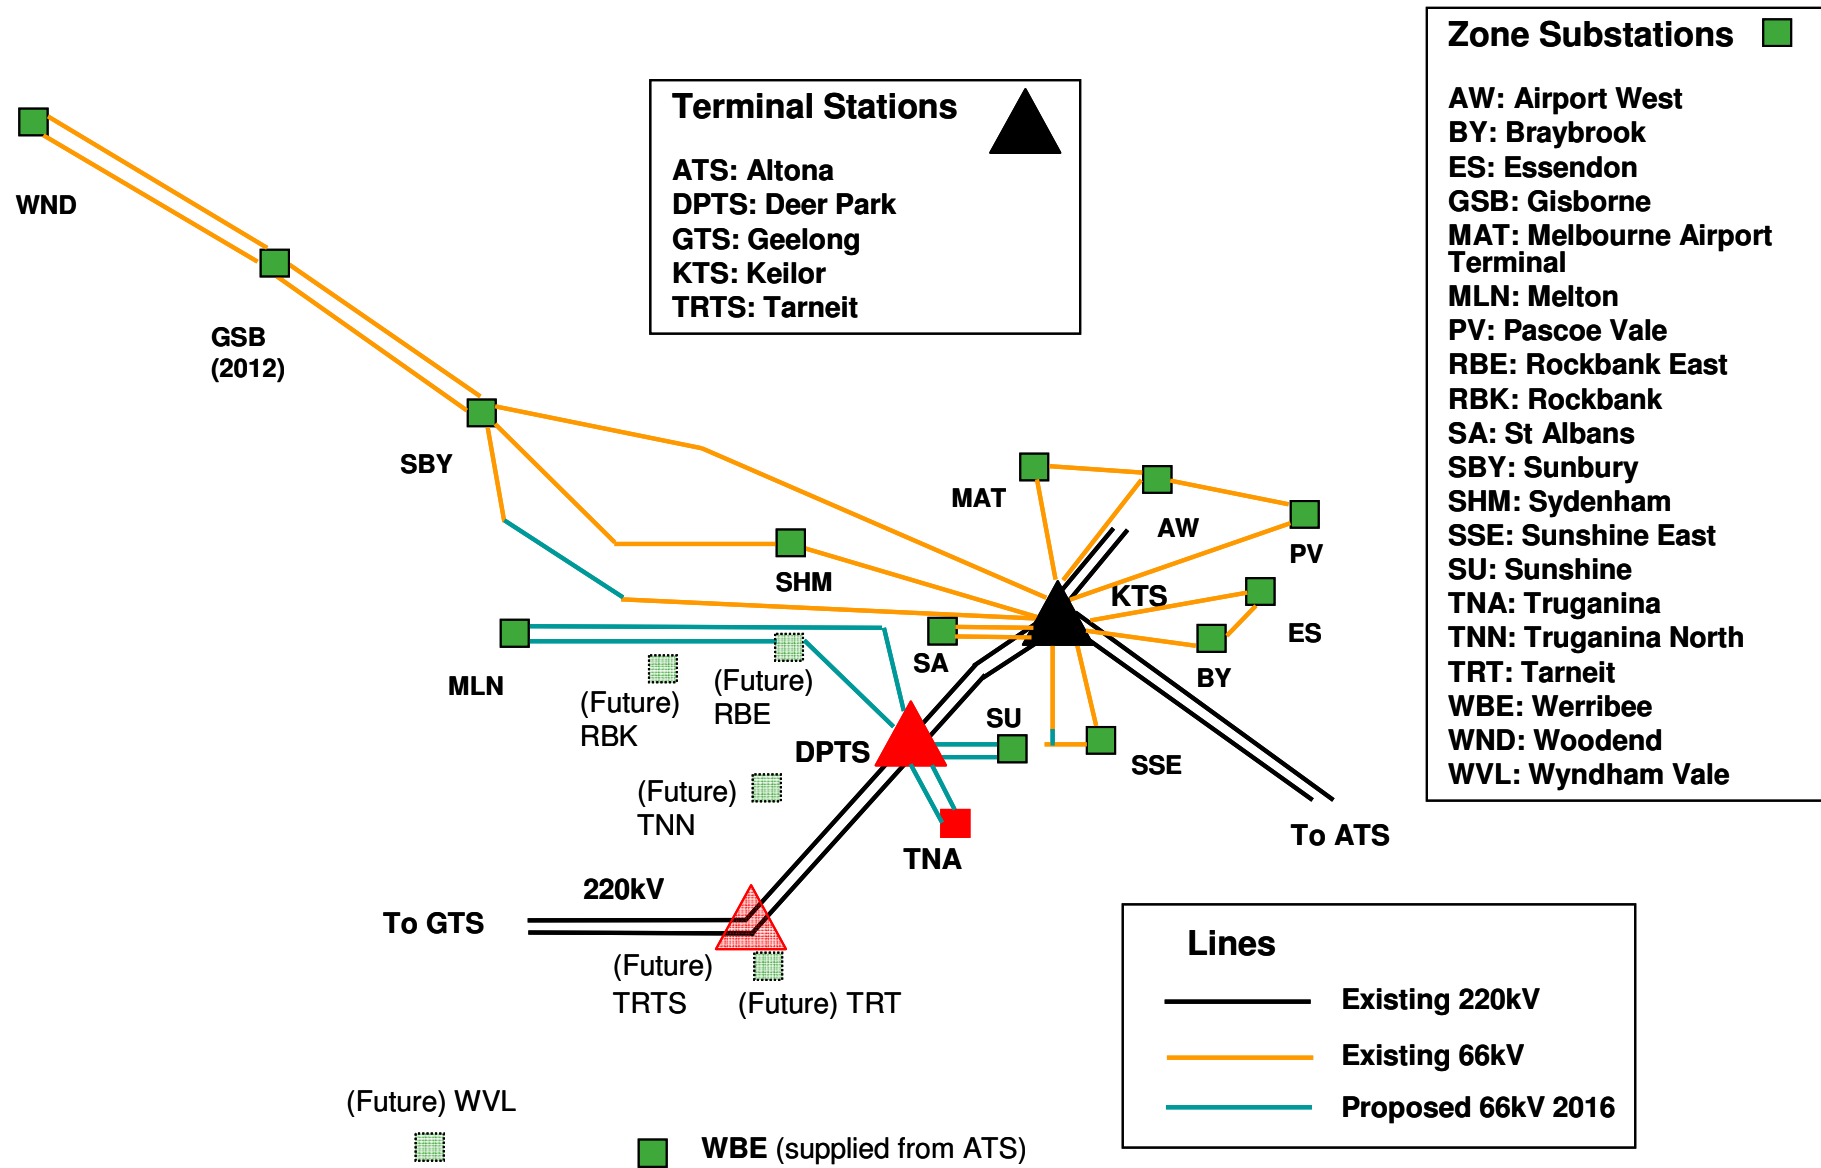 Zone Substations
AW: Airport West
BY: Braybrook
ES: Essendon
GSB: Gisborne
MAT: Melbourne Airport
Terminal
MLN: Melton
PV: Pascoe Vale
RBE: Rockbank East
RBK: Rockbank
SA: St Albans
SBY: Sunbury
SHM: Sydenham
SSE: Sunshine East
SU: Sunshine
TNA: Truganina
TNN: Truganina North
TRT: Tarneit
WBE: Werribee
WND: Woodend
WVL: Wyndham Vale
Terminal Stations
ATS: Altona
DPTS: Deer Park
GTS: Geelong
KTS: Keilor
TRTS: Tarneit
WND
GSB
(2012)
SBY
MAT
AW
PV
SHM
KTS
ES
SA
BY
MLN
(Future)
RBK
(Future)
RBE
SU
DPTS
SSE
(Future)
TNN
TNA
To ATS
220kV
To GTS
(Future)
TRTS
(Future) TRT
Lines
Existing 220kV
Existing 66kV
Proposed 66kV 2016
(Future) WVL
WBE (supplied from ATS)